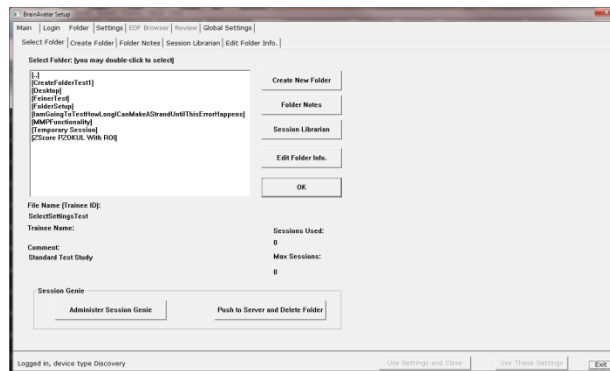 BrainAvatar Setup
Main Login Folder Settings EDF Browser Review Global Settings
Select Folder Create Folder Folder Notes Session Librarian Edit Folder Info.
Select Folder: (you may double-click to select)
[..]
[CreateFolderTest1]
[Desktop]
[FeinerTest]
[FolderSetup]
[IamGoingToTestHowLongICanMakeAStrandUntilThisErrorHappens]
[MMPFunctionality]
[Temporary Session]
[ZScore PZOKUL With ROI]
Create New Folder
Folder Notes
Session Librarian
Edit Folder Info.
OK
File Name (Trainee ID):
SelectSettingsTest
Trainee Name:
Comment:
Standard Test Study
Sessions Used:
0
Max Sessions:
0
Session Genie
Administer Session Genie Push to Server and Delete Folder
Logged in, device type Discovery Use Settings and Close Use These Settings Exit